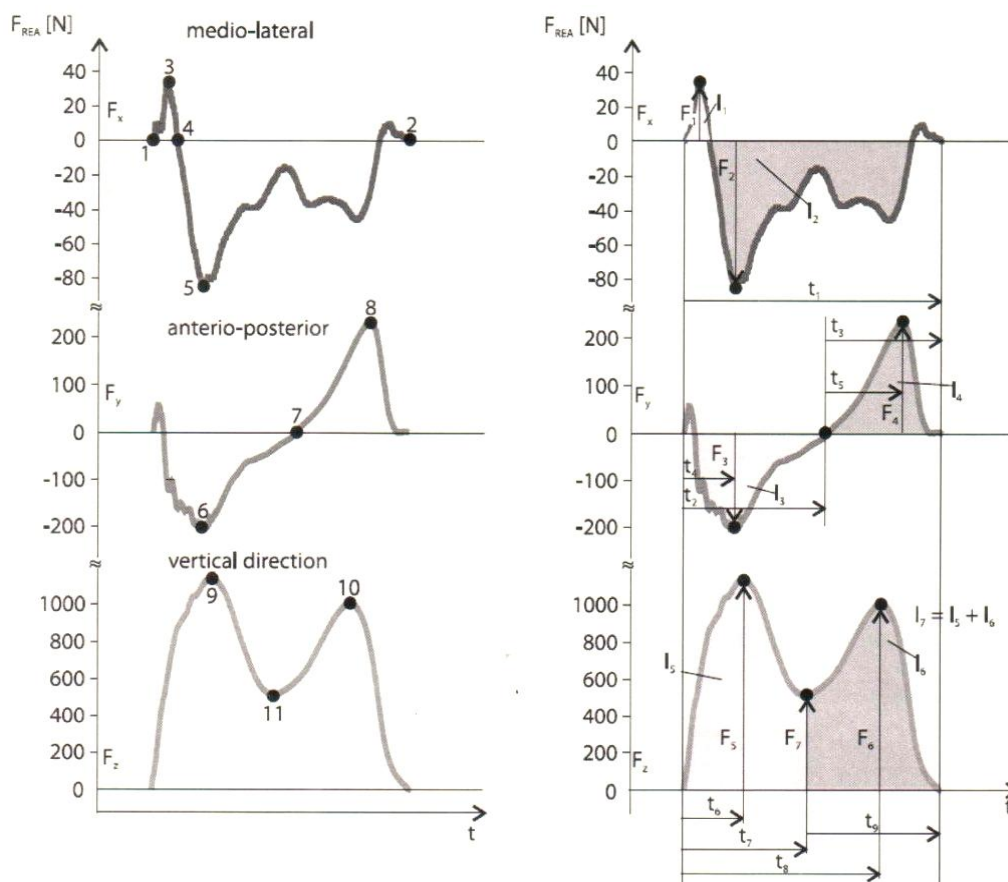 F_REA [N]
medio-lateral
40
20
0
-20
-40
-60
-80
F_x
1
2
3
4
5
≈
anterio-posterior
200
100
0
-100
-200
F_y
6
7
8
≈
vertical direction
1000
800
600
400
200
0
F_z
9
10
11
t
F_REA [N]
40
20
0
-20
-40
-60
-80
F_x
F_1
I_1
F_2
I_2
t_1
≈
200
100
0
-100
-200
F_y
t_3
t_5
I_4
F_4
F_3
t_4
I_3
t_2
≈
1000
800
600
400
200
0
F_z
I_7 = I_5 + I_6
I_5
I_6
F_5
F_7
F_6
t
t_6
t_9
t_7
t_8